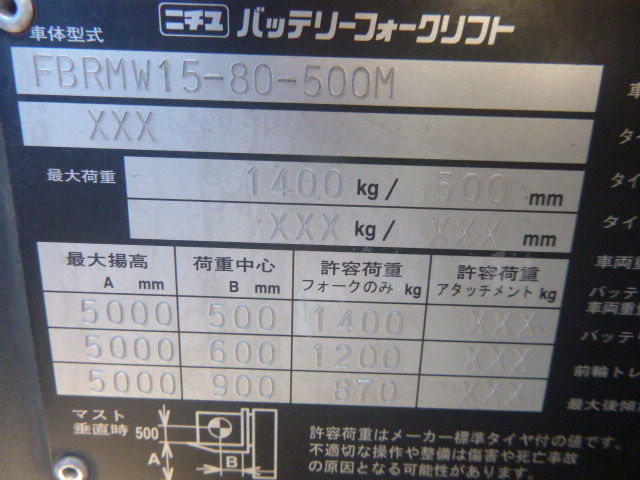 ニチユ バッテリーフォークリフト
車体型式
FBRMW15-80-500M
XXX
最大荷重 1400 kg/ 500 mm
XXX kg/ XXX mm
最大揚高 荷重中心 許容荷重 許容荷重
A mm B mm フォークのみ kg アタッチメント kg
5000 500 1400 XXX
5000 600 1200 XXX
5000 900 870 XXX
マスト
垂直時 500
A B
許容荷重はメーカー標準タイヤ付の値です。
不適切な操作や整備は傷害や死亡事故
の原因となる可能性があります。
車
タイ
タイ
タイ
車両重
バッテ
車両重
バッテリ
前輪トレ
最大後傾